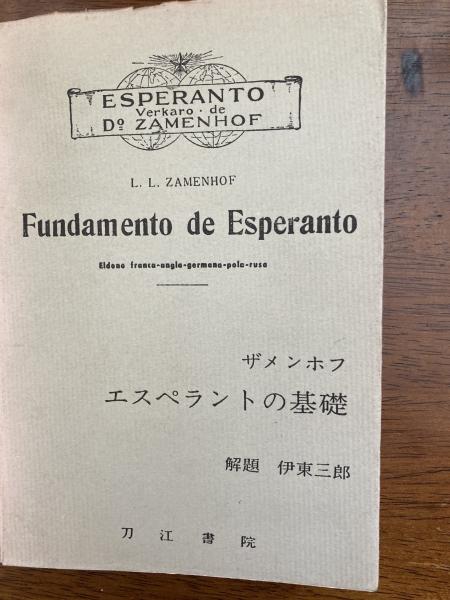 ESPERANTO
Verkaro · de
Dº ZAMENHOF
L. L. ZAMENHOF
Fundamento de Esperanto
Eldono franca-angla-germana-pola-rusa
ザメンホフ
エスペラントの基礎
解題 伊東三郎
刀江書院